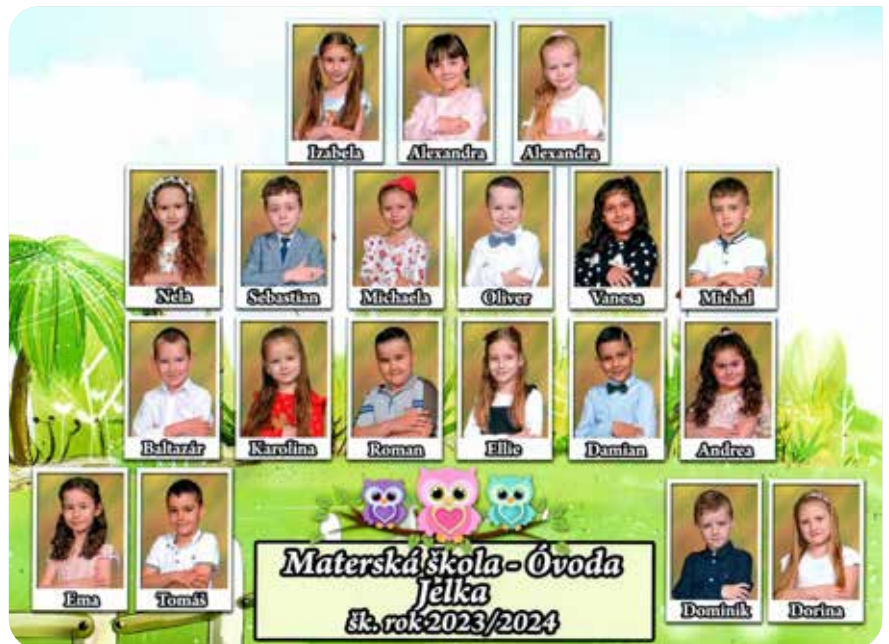 Izabela
Alexandra
Alexandra
Nela
Sebastian
Michaela
Oliver
Vanesa
Michal
Baltazár
Karolina
Roman
Ellie
Damian
Andrea
Ema
Tomáš
Dominik
Dorina
Materská škola - Óvoda
Jelka
šk. rok 2023/2024